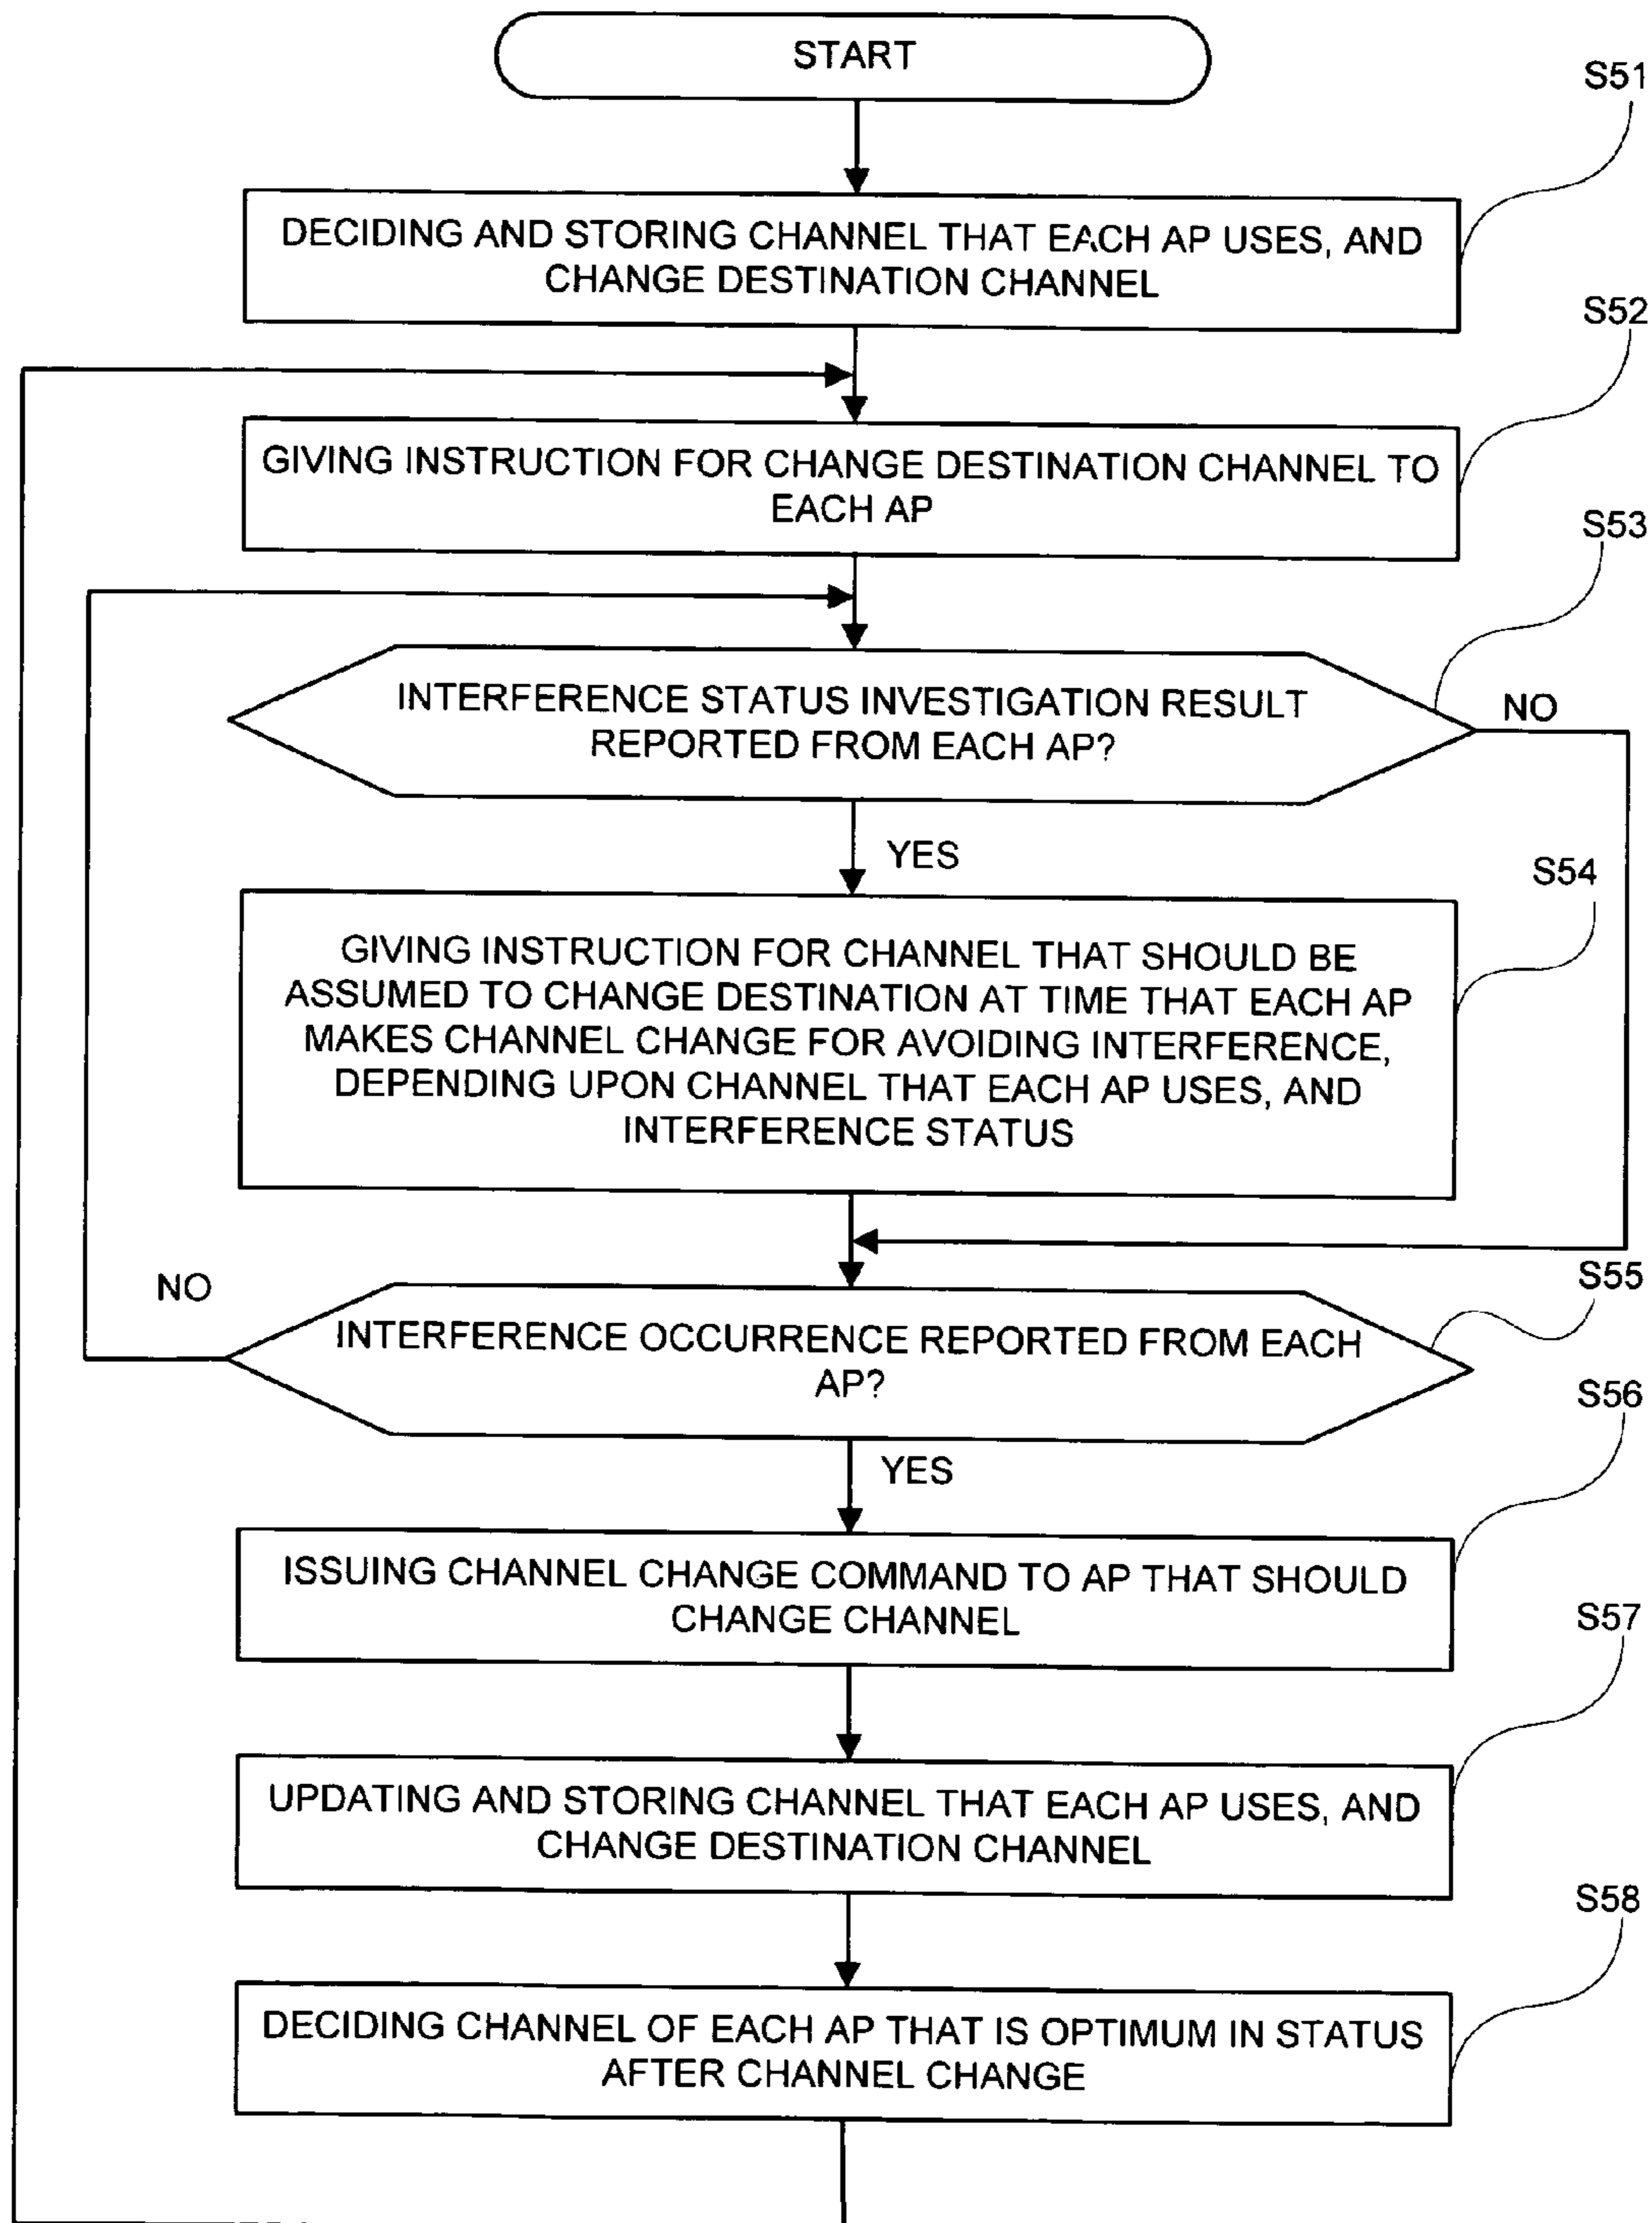 START
S51
DECIDING AND STORING CHANNEL THAT EACH AP USES, AND
CHANGE DESTINATION CHANNEL
S52
GIVING INSTRUCTION FOR CHANGE DESTINATION CHANNEL TO
EACH AP
S53
INTERFERENCE STATUS INVESTIGATION RESULT
REPORTED FROM EACH AP?
NO
YES
S54
GIVING INSTRUCTION FOR CHANNEL THAT SHOULD BE
ASSUMED TO CHANGE DESTINATION AT TIME THAT EACH AP
MAKES CHANNEL CHANGE FOR AVOIDING INTERFERENCE,
DEPENDING UPON CHANNEL THAT EACH AP USES, AND
INTERFERENCE STATUS
NO
S55
INTERFERENCE OCCURRENCE REPORTED FROM EACH
AP?
S56
YES
ISSUING CHANNEL CHANGE COMMAND TO AP THAT SHOULD
CHANGE CHANNEL
S57
UPDATING AND STORING CHANNEL THAT EACH AP USES, AND
CHANGE DESTINATION CHANNEL
S58
DECIDING CHANNEL OF EACH AP THAT IS OPTIMUM IN STATUS
AFTER CHANNEL CHANGE